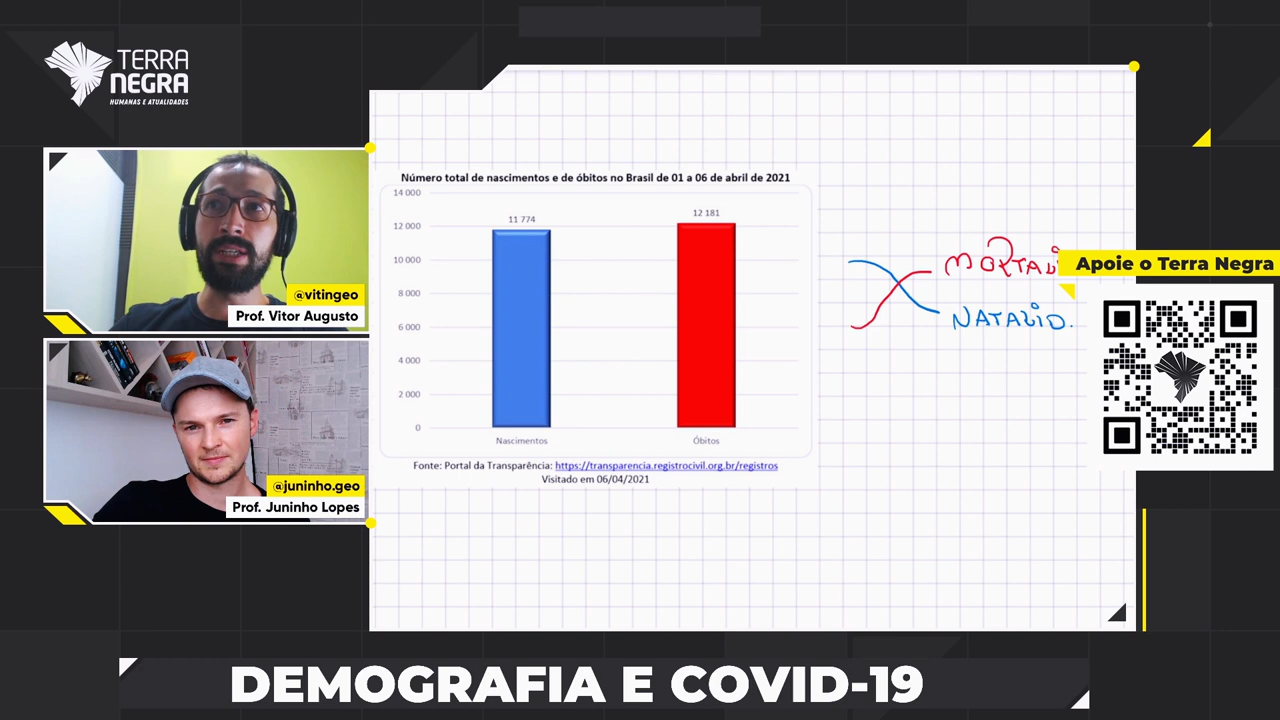 TERRA
NEGRA
HUMANAS E ATUALIDADES
@vitingeo
Prof. Vitor Augusto
@juninho.geo
Prof. Juninho Lopes
Número total de nascimentos e de óbitos no Brasil de 01 a 06 de abril de 2021
14 000
12 000
10 000
8 000
6 000
4 000
2 000
0
11 774
12 181
Nascimentos
Óbitos
Fonte: Portal da Transparência: https://transparencia.registrocivil.org.br/registros
Visitado em 06/04/2021
NATALID.
Apoie o Terra Negra
DEMOGRAFIA E COVID-19